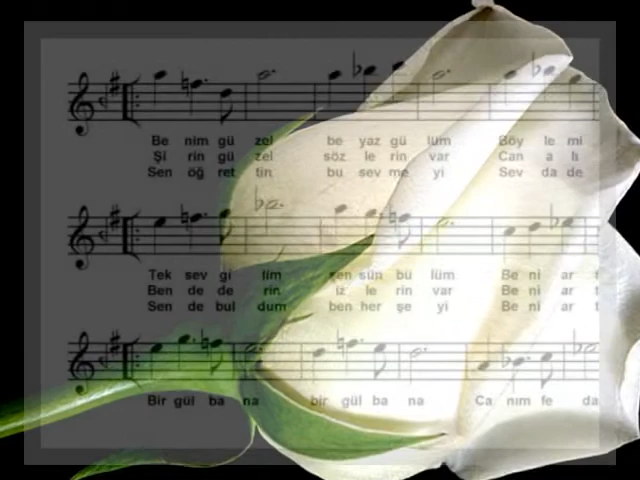 Be nim gü zel be yaz gü lüm Böy le mi
Şi rin gü zel söz le rin var Can a lı
Sen öğ ret tin bu sev me yi Sev da de
Tek sev gi lim sen sin bu lüm Be ni ar
Ben de de rin iz le rin var Be ni ar t
Sen de bul dum ben her şe yi Be ni ar t
Bir gül ba na bir gül ba na Ca nım fe da